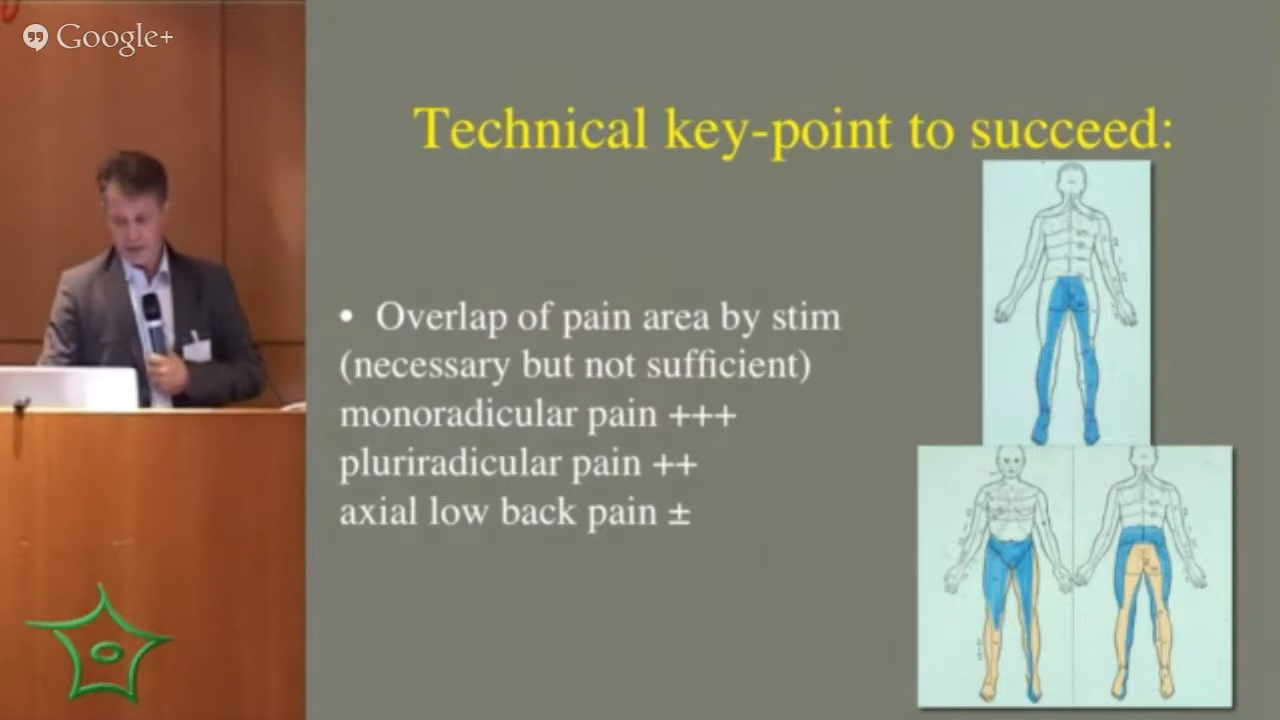 Google+
Technical key-point to succeed:
• Overlap of pain area by stim
(necessary but not sufficient)
monoradicular pain +++
pluriradicular pain ++
axial low back pain ±